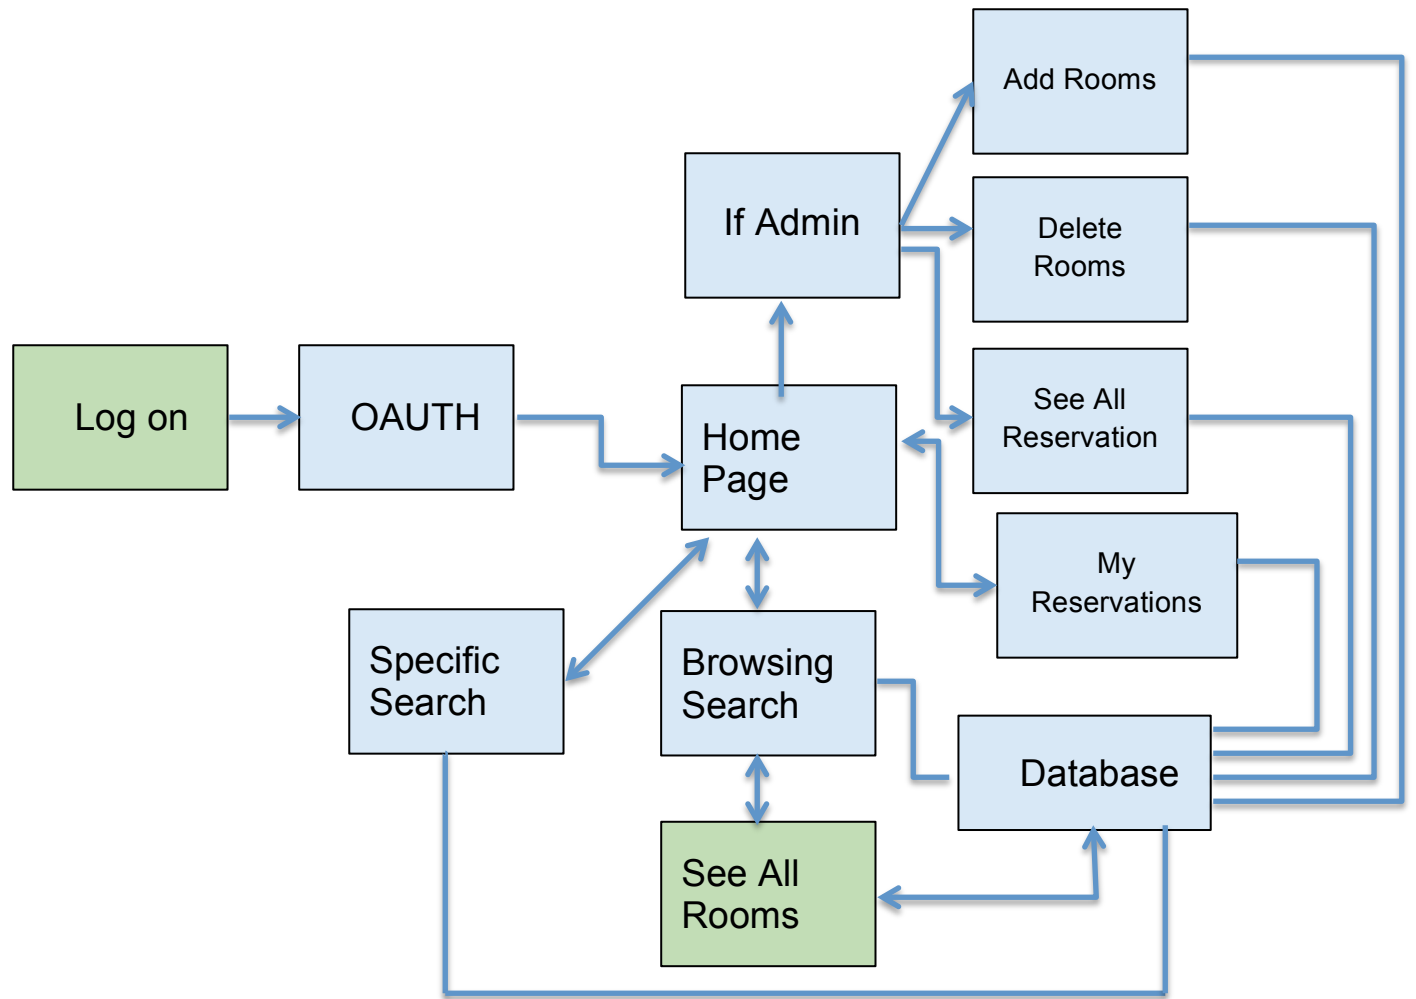 Add Rooms
If Admin
Delete
Rooms
Log on
OAUTH
Home
Page
See All
Reservation
My
Reservations
Specific
Search
Browsing
Search
Database
See All
Rooms